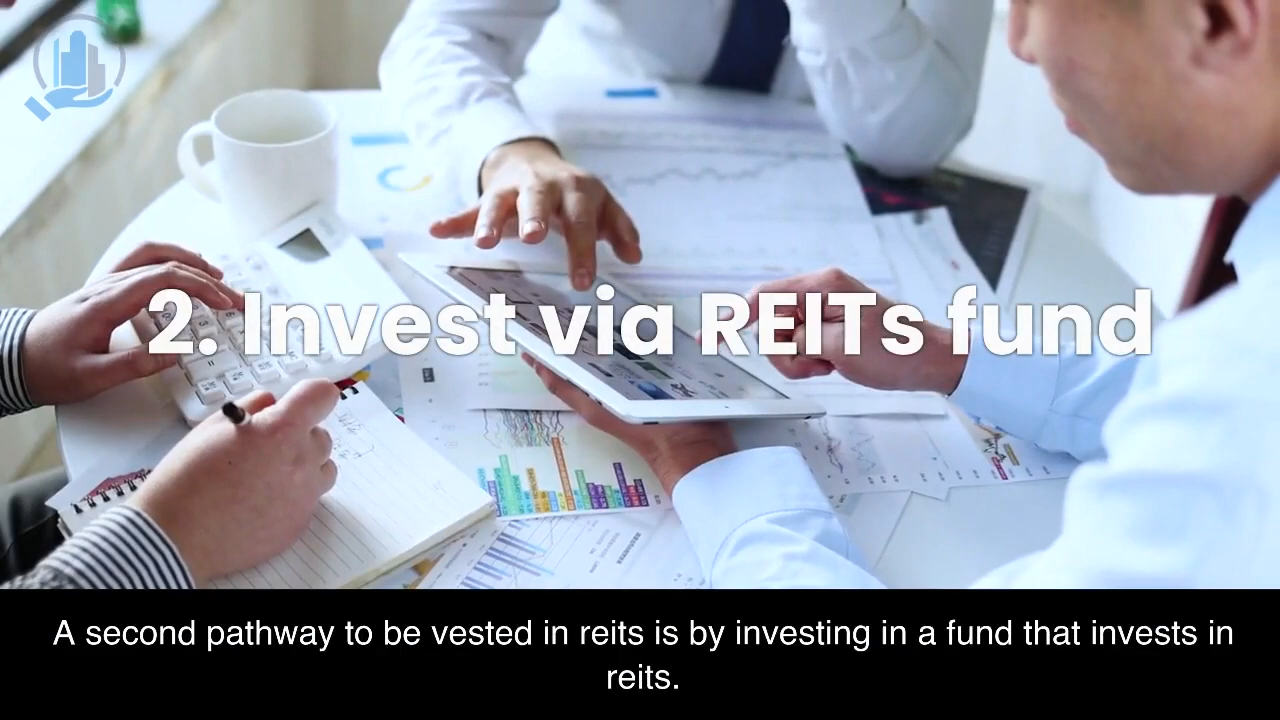 2. Invest via REITs fund
A second pathway to be vested in reits is by investing in a fund that invests in
reits.